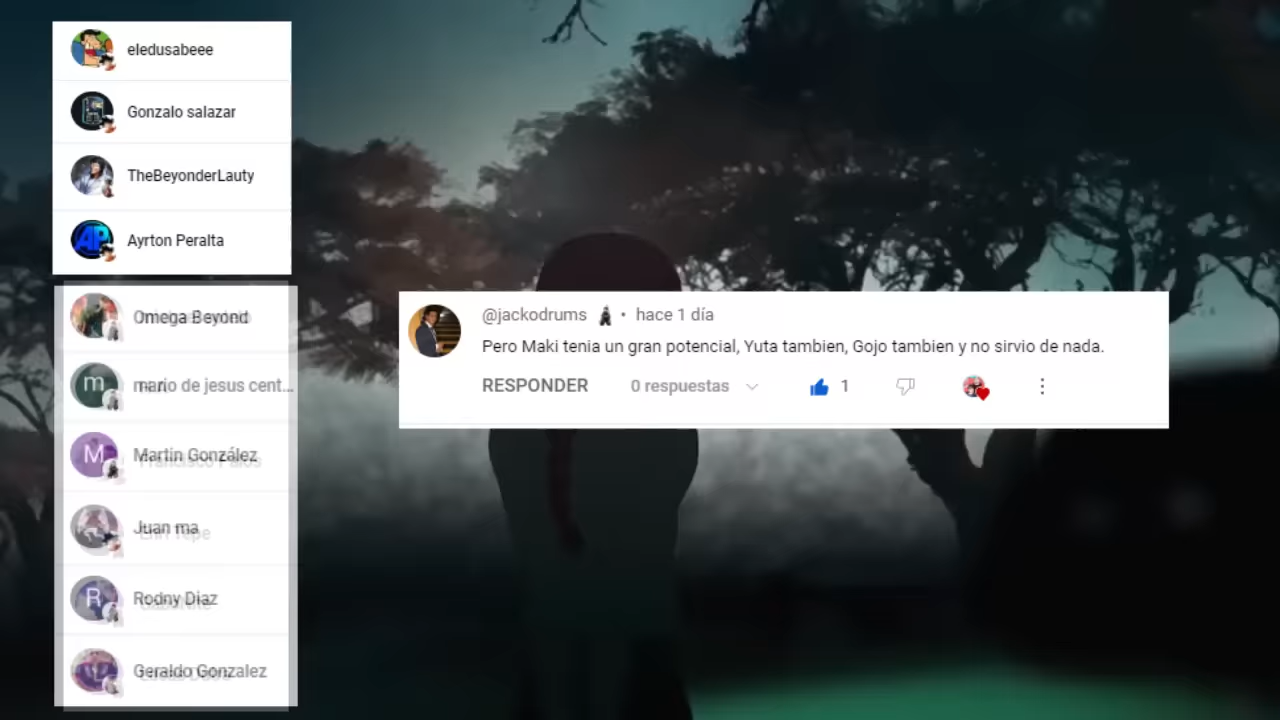 eledusabeee
Gonzalo salazar
TheBeyonderLauty
Ayrton Peralta
Omega Beyond
mario de jesus cent...
Martin González
Juan ma
Rodny Diaz
Geraldo Gonzalez
@jackodrums • hace 1 día
Pero Maki tenia un gran potencial, Yuta tambien, Gojo tambien y no sirvio de nada.
RESPONDER 0 respuestas 1